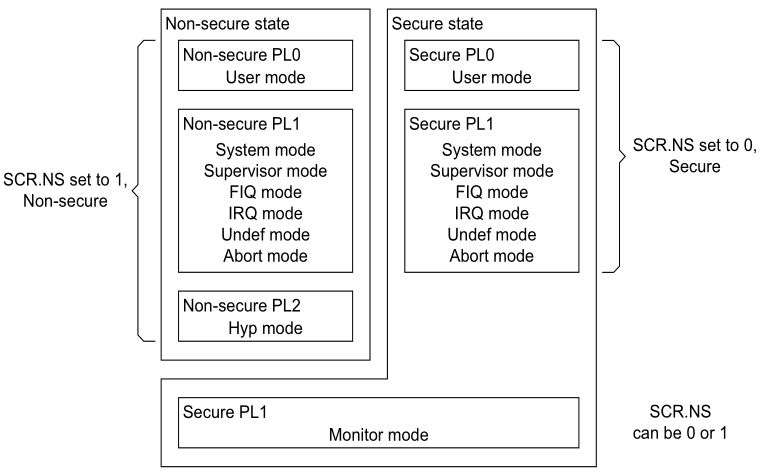 Non-secure state
Non-secure PL0
User mode
Non-secure PL1
System mode
Supervisor mode
FIQ mode
IRQ mode
Undef mode
Abort mode
Non-secure PL2
Hyp mode
SCR.NS set to 1,
Non-secure
Secure state
Secure PL0
User mode
Secure PL1
System mode
Supervisor mode
FIQ mode
IRQ mode
Undef mode
Abort mode
SCR.NS set to 0,
Secure
Secure PL1
Monitor mode
SCR.NS
can be 0 or 1